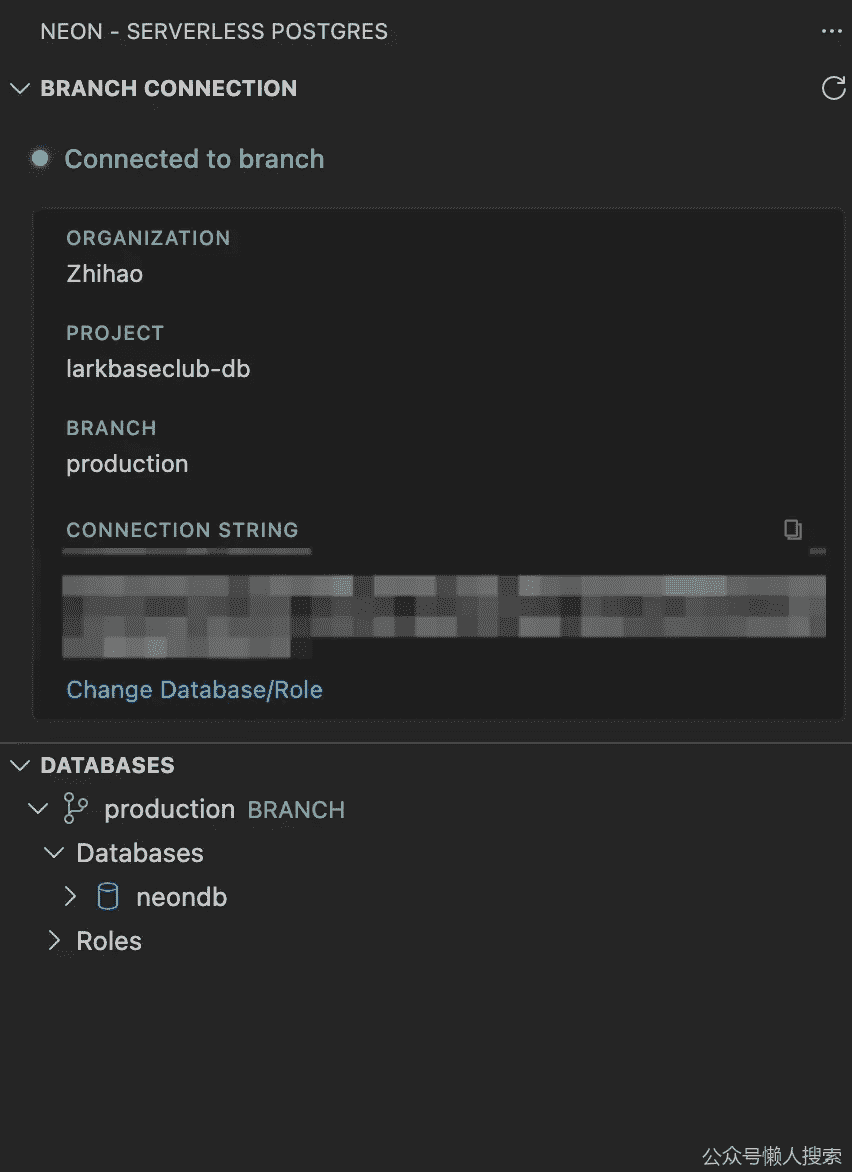 NEON - SERVERLESS POSTGRES
BRANCH CONNECTION
Connected to branch
ORGANIZATION
Zhihao
PROJECT
larkbaseclub-db
BRANCH
production
CONNECTION STRING
Change Database/Role
DATABASES
production BRANCH
Databases
neondb
Roles
公众号懒人搜索